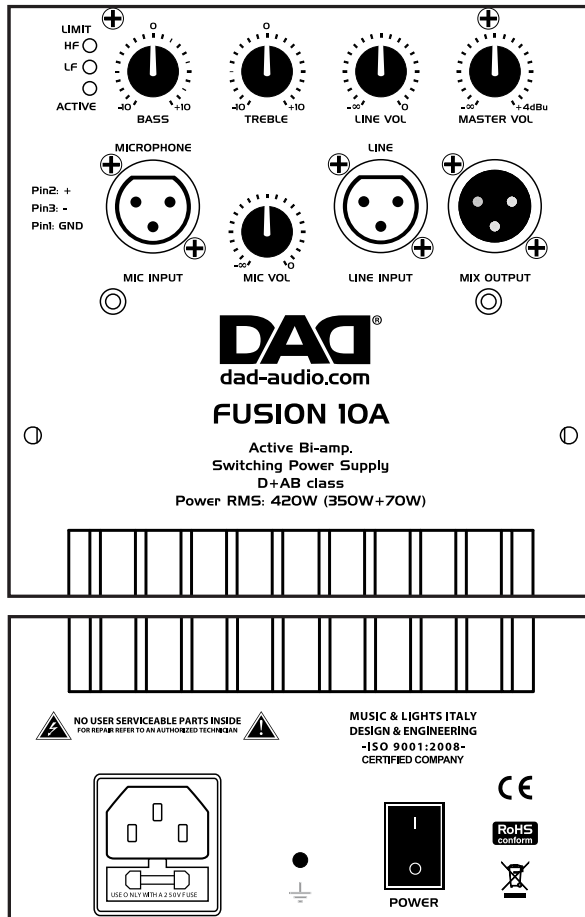 LIMIT
HF
LF
ACTIVE
0
-10
+10
BASS
0
-10
+10
TREBLE
-∞
0
LINE VOL
-∞
+4dBu
MASTER VOL
MICROPHONE
LINE
Pin2: +
Pin3: -
Pin1: GND
MIC INPUT
-∞
0
MIC VOL
LINE INPUT
MIX OUTPUT
DAD®
dad-audio.com
FUSION 10A
Active Bi-amp.
Switching Power Supply
D+AB class
Power RMS: 420W (350W+70W)
NO USER SERVICEABLE PARTS INSIDE
FOR REPAIR REFER TO AN AUTHORIZED TECHNICIAN
MUSIC & LIGHTS ITALY
DESIGN & ENGINEERING
-ISO 9001:2008-
CERTIFIED COMPANY
CE
RoHS
conform
USE ONLY WITH A 250V FUSE
I
O
POWER